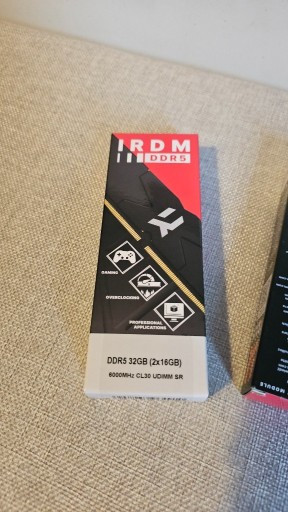 IRDM
DDR5
GAMING
OVERCLOCKING
PROFESSIONAL
APPLICATIONS
DDR5 32GB (2x16GB)
6000MHz CL30 UDIMM SR